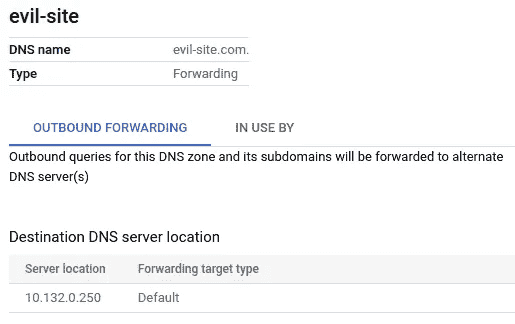 evil-site
DNS name evil-site.com.
Type Forwarding
OUTBOUND FORWARDING IN USE BY
Outbound queries for this DNS zone and its subdomains will be forwarded to alternate
DNS server(s)
Destination DNS server location
Server location Forwarding target type
10.132.0.250 Default